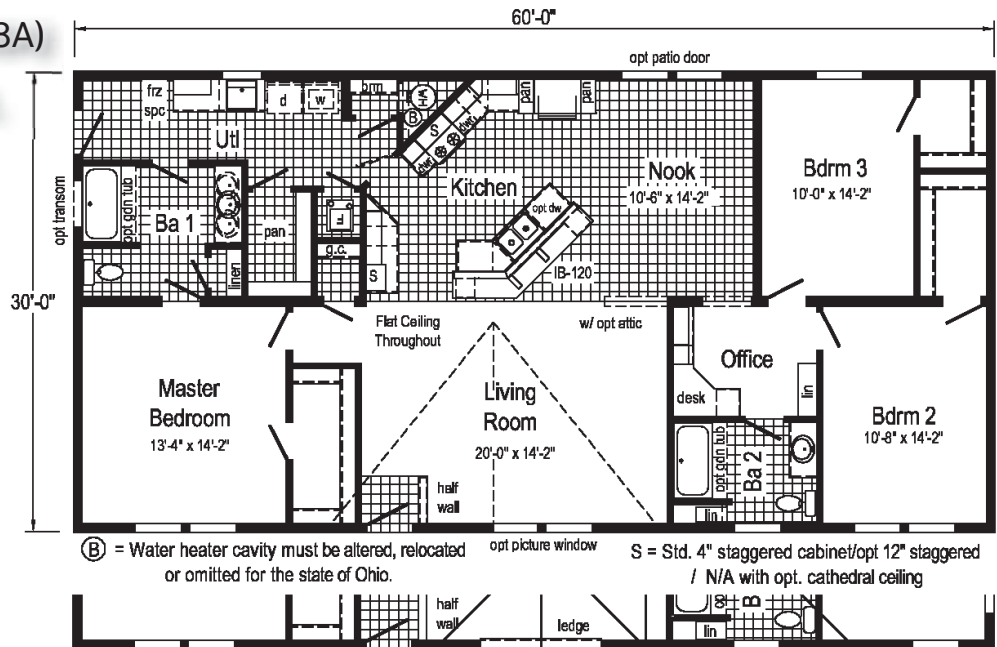 3A)
60'-0"
opt patio door
frz
spc
d
w
brm
WH
B
pan
pan
Utl
S
dwr
dwr
Kitchen
Nook
10'-6" x 14'-2"
Bdrm 3
10'-0" x 14'-2"
opt transom
opt gdn tub
Ba 1
pan
F
g.c.
S
liner
opt dw
IB-120
30'-0"
Flat Ceiling
Throughout
w/ opt attic
Office
desk
lin
Master
Bedroom
13'-4" x 14'-2"
Living
Room
20'-0" x 14'-2"
Bdrm 2
10'-8" x 14'-2"
opt gdn tub
Ba 2
lin
half
wall
opt picture window
B = Water heater cavity must be altered, relocated
or omitted for the state of Ohio.
S = Std. 4" staggered cabinet/opt 12" staggered
/ N/A with opt. cathedral ceiling
half
wall
ledge
op
B
lin